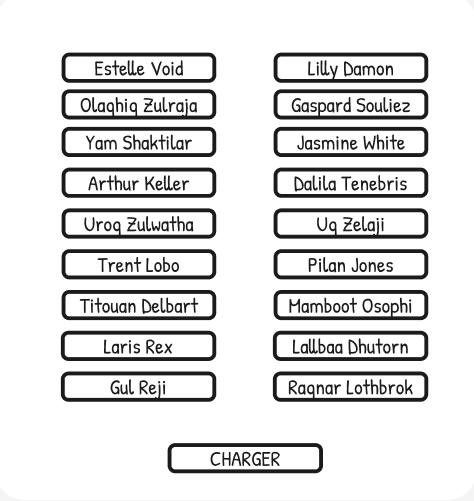 Estelle Void
Lilly Damon
Olaqhiq Zulraja
Gaspard Souliez
Yam Shaktilar
Jasmine White
Arthur Keller
Dalila Tenebris
Uroq Zulwatha
Uq Zelaji
Trent Lobo
Pilan Jones
Titouan Delbart
Mamboot Osophi
Laris Rex
Lallbaa Dhutorn
Gul Reji
Ragnar Lothbrok
CHARGER